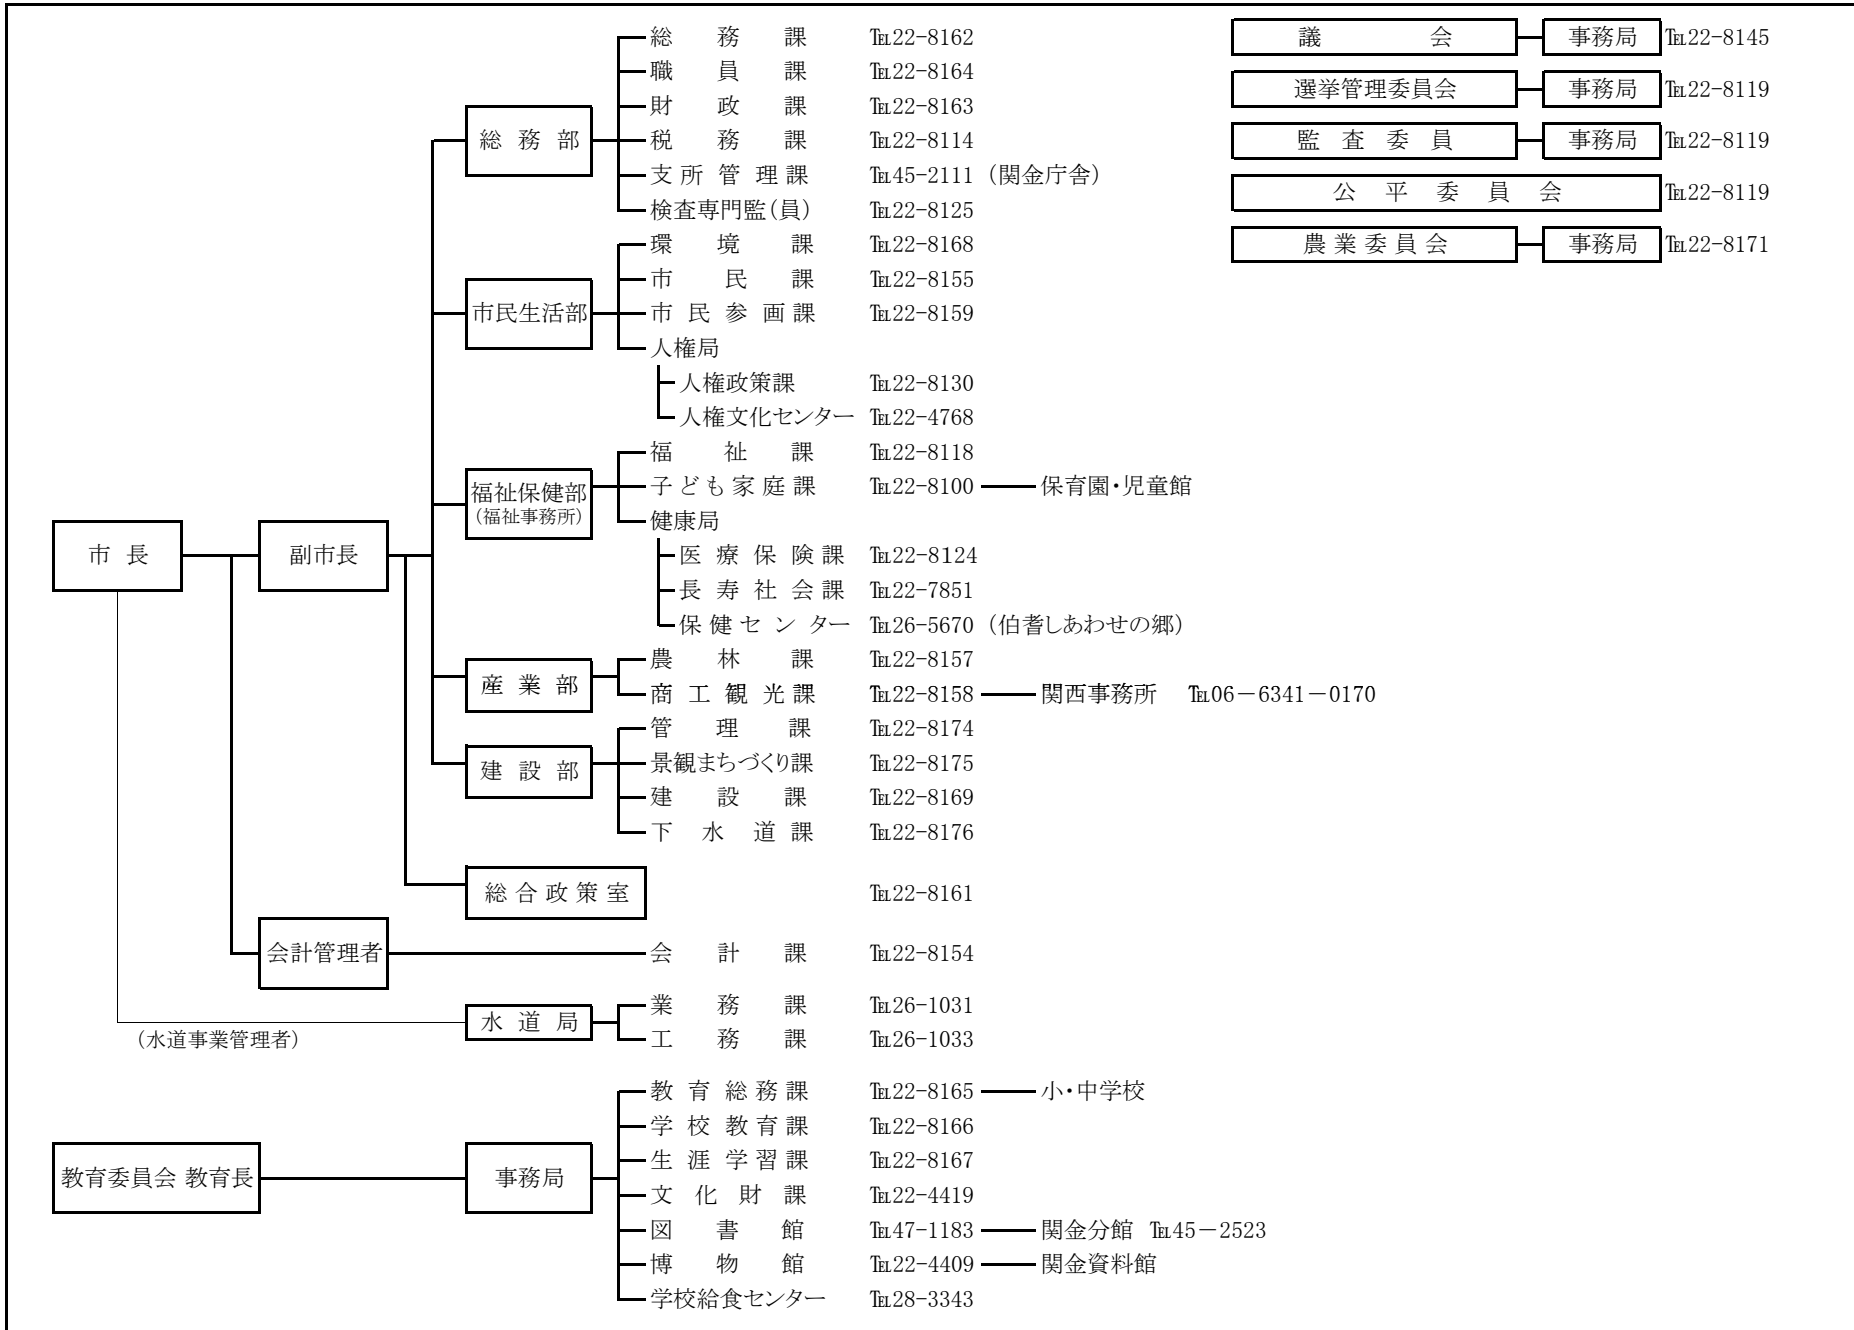 総務課 ℡22-8162
職員課 ℡22-8164
財政課 ℡22-8163
総務部 税務課 ℡22-8114
支所管理課 ℡45-2111 (関金庁舎)
検査専門監(員) ℡22-8125
環境課 ℡22-8168
市民課 ℡22-8155
市民生活部 市民参画課 ℡22-8159
人権局
人権政策課 ℡22-8130
人権文化センター ℡22-4768
福祉課 ℡22-8118
福祉保健部 子ども家庭課 ℡22-8100 保育園・児童館
(福祉事務所)
健康局
市長 副市長 医療保険課 ℡22-8124
長寿社会課 ℡22-7851
保健センター ℡26-5670 (伯耆しあわせの郷)
農林課 ℡22-8157
産業部 商工観光課 ℡22-8158 関西事務所 ℡06-6341-0170
管理課 ℡22-8174
建設部 景観まちづくり課 ℡22-8175
建設課 ℡22-8169
下水道課 ℡22-8176
総合政策室 ℡22-8161
会計管理者 会計課 ℡22-8154
業務課 ℡26-1031
水道局
(水道事業管理者) 工務課 ℡26-1033
教育総務課 ℡22-8165 小・中学校
学校教育課 ℡22-8166
生涯学習課 ℡22-8167
教育委員会 教育長 事務局
文化財課 ℡22-4419
図書館 ℡47-1183 関金分館 ℡45-2523
博物館 ℡22-4409 関金資料館
学校給食センター ℡28-3343
議会 事務局 ℡22-8145
選挙管理委員会 事務局 ℡22-8119
監査委員 事務局 ℡22-8119
公平委員会 ℡22-8119
農業委員会 事務局 ℡22-8171